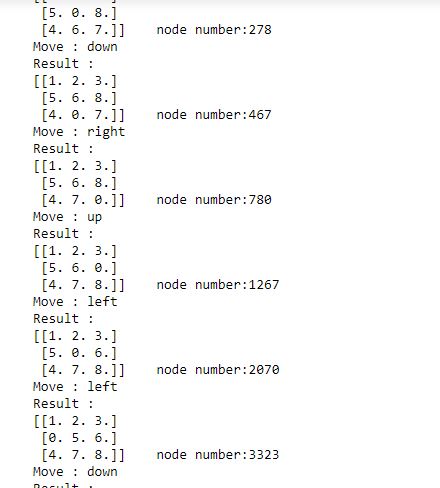 [5. 0. 8.]
[4. 6. 7.]]    node number:278
Move : down
Result :
[[1. 2. 3.]
[5. 6. 8.]
[4. 0. 7.]]    node number:467
Move : right
Result :
[[1. 2. 3.]
[5. 6. 8.]
[4. 7. 0.]]    node number:780
Move : up
Result :
[[1. 2. 3.]
[5. 6. 0.]
[4. 7. 8.]]    node number:1267
Move : left
Result :
[[1. 2. 3.]
[5. 0. 6.]
[4. 7. 8.]]    node number:2070
Move : left
Result :
[[1. 2. 3.]
[0. 5. 6.]
[4. 7. 8.]]    node number:3323
Move : down